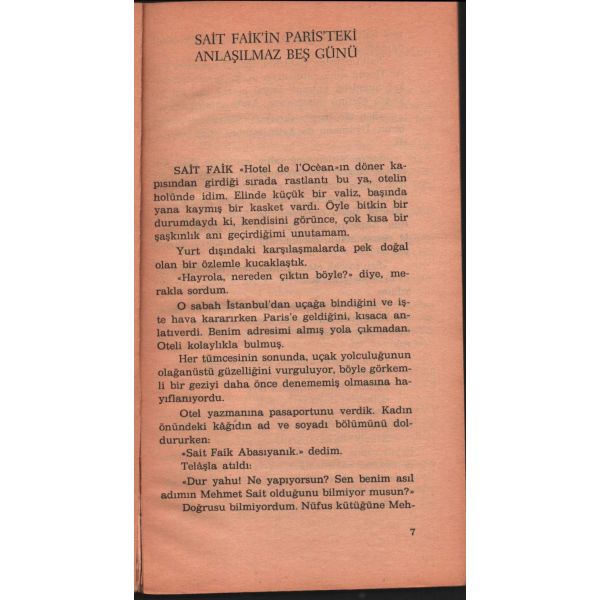 SAİT FAİK'İN PARİS'TEKİ
ANLAŞILMAZ BEŞ GÜNÜ
SAİT FAİK «Hotel de l'Ocèan»ın döner ka-
pısından girdiği sırada rastlantı bu ya, otelin
holünde idim. Elinde küçük bir valiz, başında
yana kaymış bir kasket vardı. Öyle bitkin bir
durumdaydı ki, kendisini görünce, çok kısa bir
şaşkınlık anı geçirdiğimi unutamam.
Yurt dışındaki karşılaşmalarda pek doğal
olan bir özlemle kucaklaştık.
«Hayrola, nereden çıktın böyle?» diye, me-
rakla sordum.
O sabah İstanbul'dan uçağa bindiğini ve iş-
te hava kararırken Paris'e geldiğini, kısaca an-
latıverdi. Benim adresimi almış yola çıkmadan.
Oteli kolaylıkla bulmuş.
Her tümcesinin sonunda, uçak yolculuğunun
olağanüstü güzelliğini vurguluyor, böyle görkem-
li bir geziyi daha önce denememiş olmasına ha-
yıflanıyordu.
Otel yazmanına pasaportunu verdik. Kadın
önündeki kâğıdın ad ve soyadı bölümünü dol-
dururken:
«Sait Faik Abasıyanık.» dedim.
Telâşla atıldı:
«Dur yahu! Ne yapıyorsun? Sen benim asıl
adımın Mehmet Sait olduğunu bilmiyor musun?»
Doğrusu bilmiyordum. Nüfus kütüğüne Meh-
7